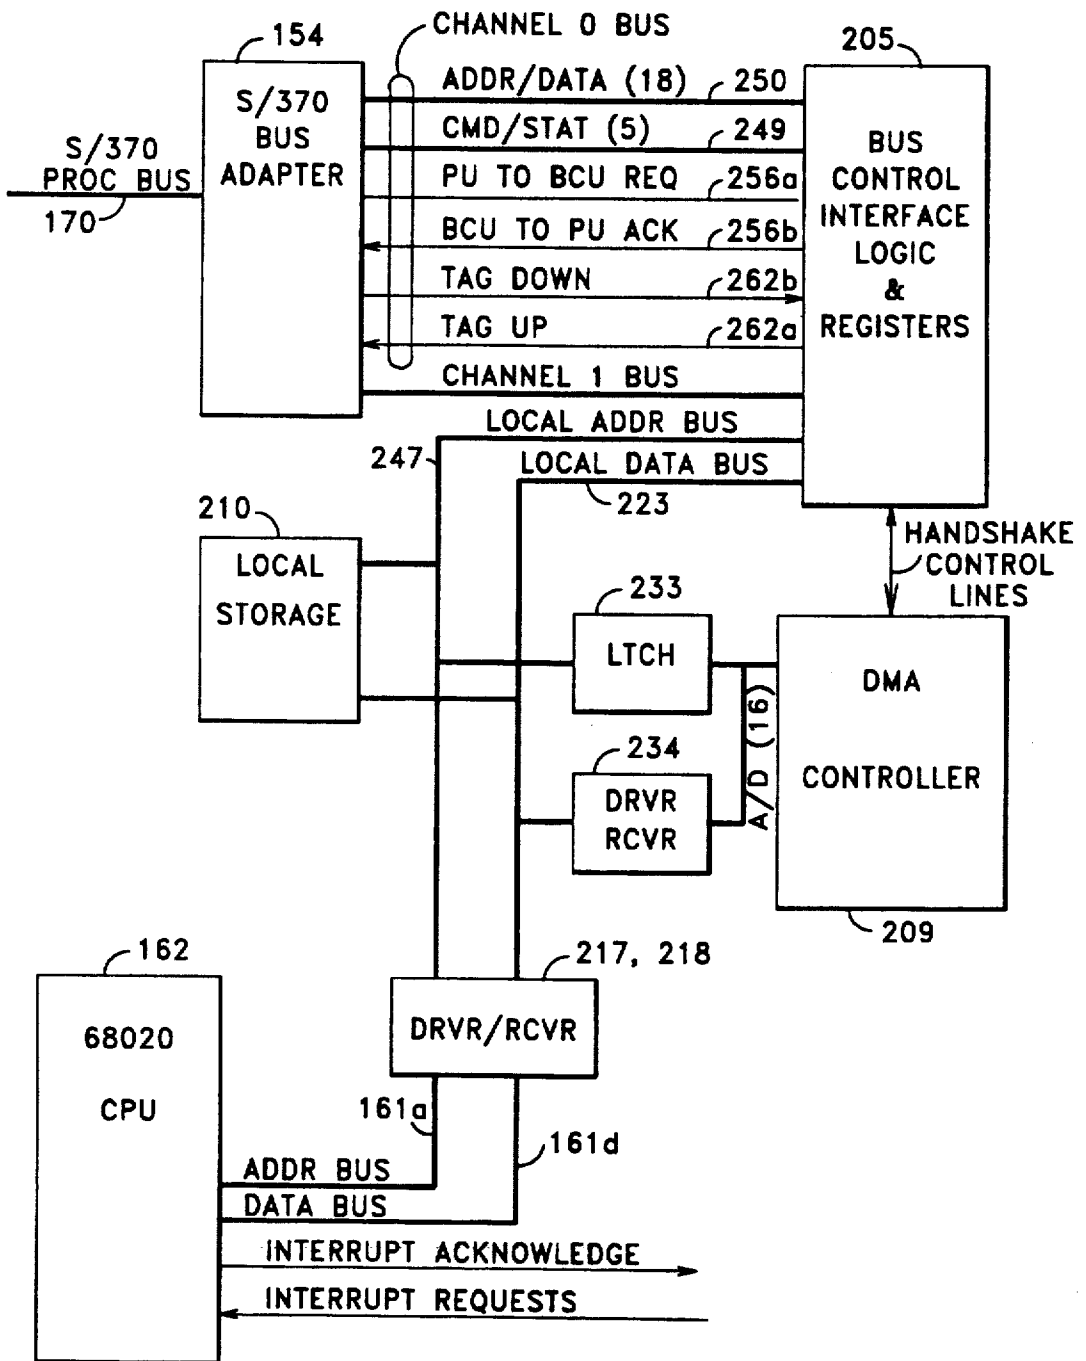 CHANNEL 0 BUS
154
205
S/370
BUS
ADAPTER
ADDR/DATA (18)
250
CMD/STAT (5)
249
PU TO BCU REQ
256a
BCU TO PU ACK
256b
TAG DOWN
262b
TAG UP
262a
CHANNEL 1 BUS
BUS
CONTROL
INTERFACE
LOGIC
&
REGISTERS
S/370
PROC BUS
170
LOCAL ADDR BUS
247
LOCAL DATA BUS
223
210
LOCAL
STORAGE
HANDSHAKE
CONTROL
LINES
233
LTCH
234
DRVR
RCVR
A/D (16)
DMA
CONTROLLER
209
162
68020
CPU
217, 218
DRVR/RCVR
161a
161d
ADDR BUS
DATA BUS
INTERRUPT ACKNOWLEDGE
INTERRUPT REQUESTS